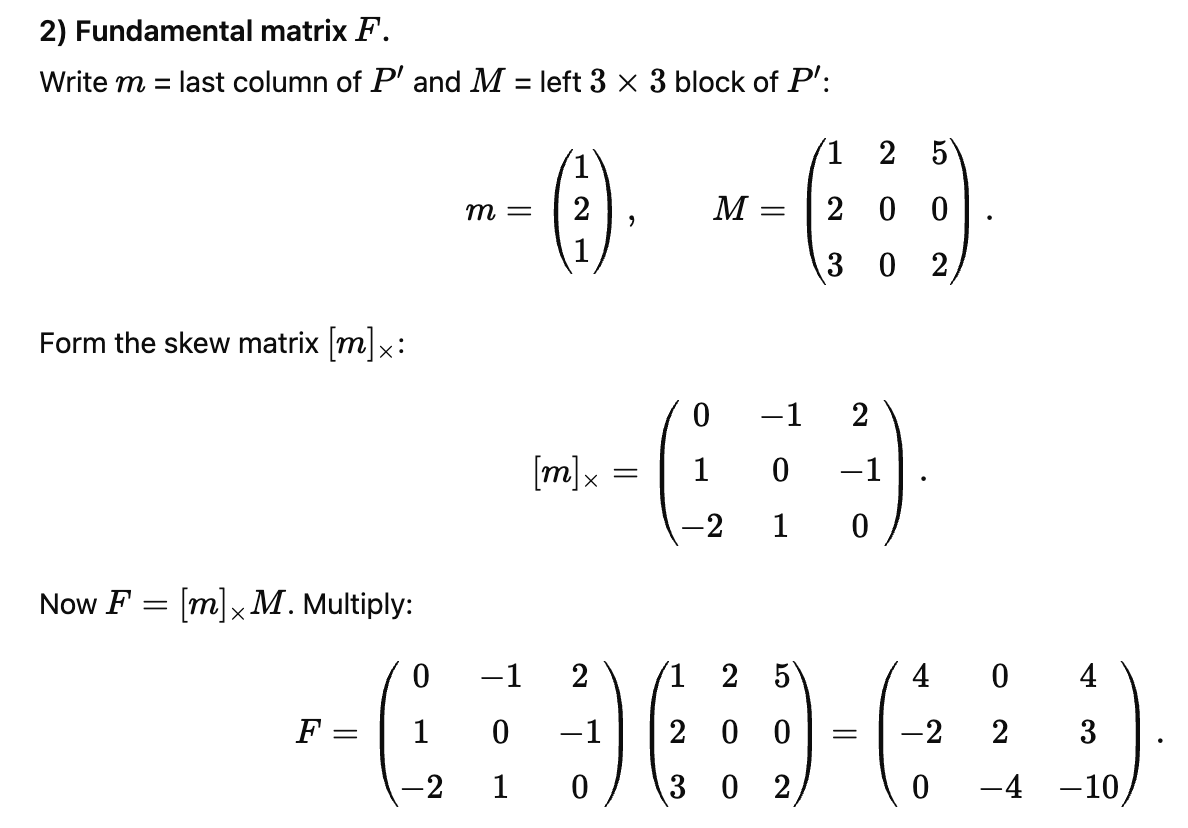 2) Fundamental matrix F.
Write m = last column of P′ and M = left 3 × 3 block of P′:
m = (1 2 1), M = (1 2 5
2 0 0
3 0 2).
Form the skew matrix [m]×:
[m]× = (0 −1 2
1 0 −1
−2 1 0).
Now F = [m]×M. Multiply:
F = (0 −1 2 1 0 −1 −2 1 0) (1 2 5 2 0 0 3 0 2) = (4 0 4 −2 2 3 0 −4 −10).